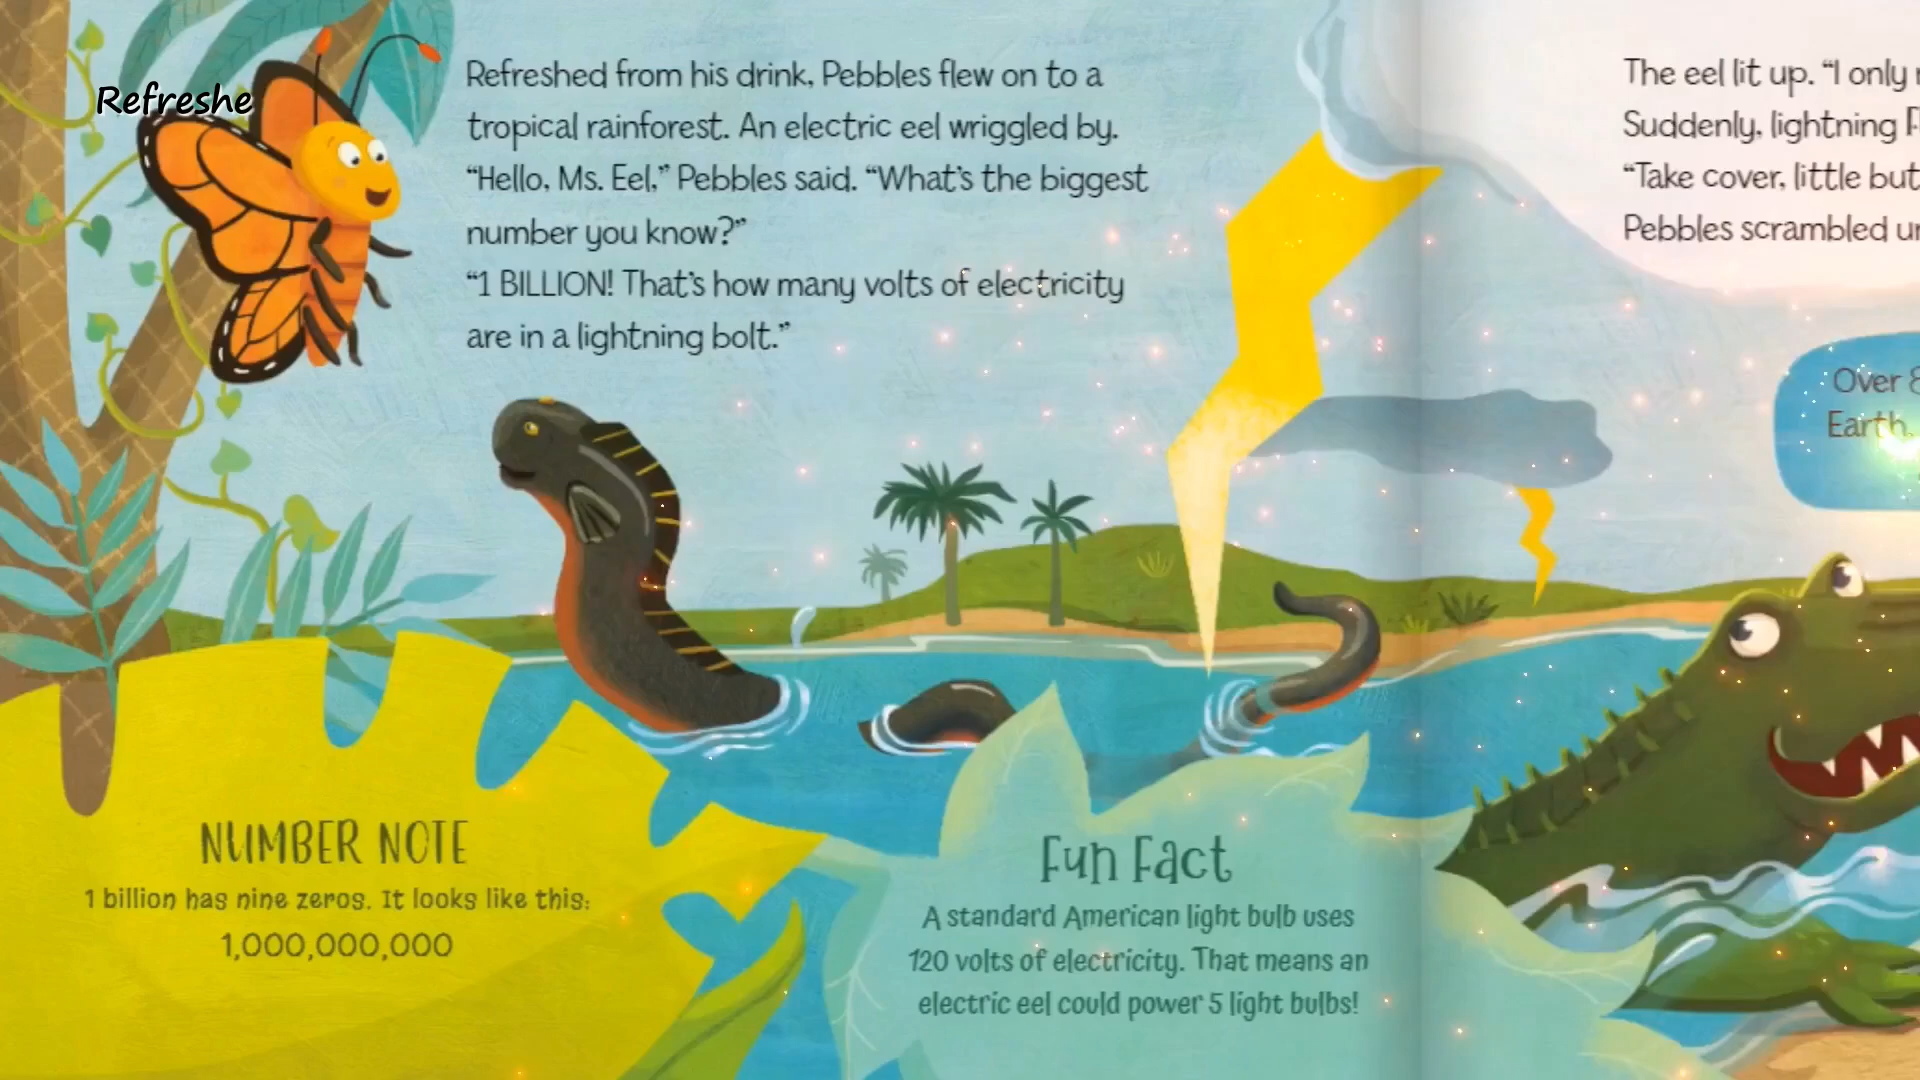 Refreshe
Refreshed from his drink, Pebbles flew on to a
tropical rainforest. An electric eel wriggled by.
“Hello, Ms. Eel,” Pebbles said. “What’s the biggest
number you know?”
“1 BILLION! That’s how many volts of electricity
are in a lightning bolt.”
NUMBER NOTE
1 billion has nine zeros. It looks like this:
1,000,000,000
Fun Fact
A standard American light bulb uses
120 volts of electricity. That means an
electric eel could power 5 light bulbs!
The eel lit up. “I only
Suddenly, lightning
“Take cover, little
Pebbles scrambled
Over
Earth.